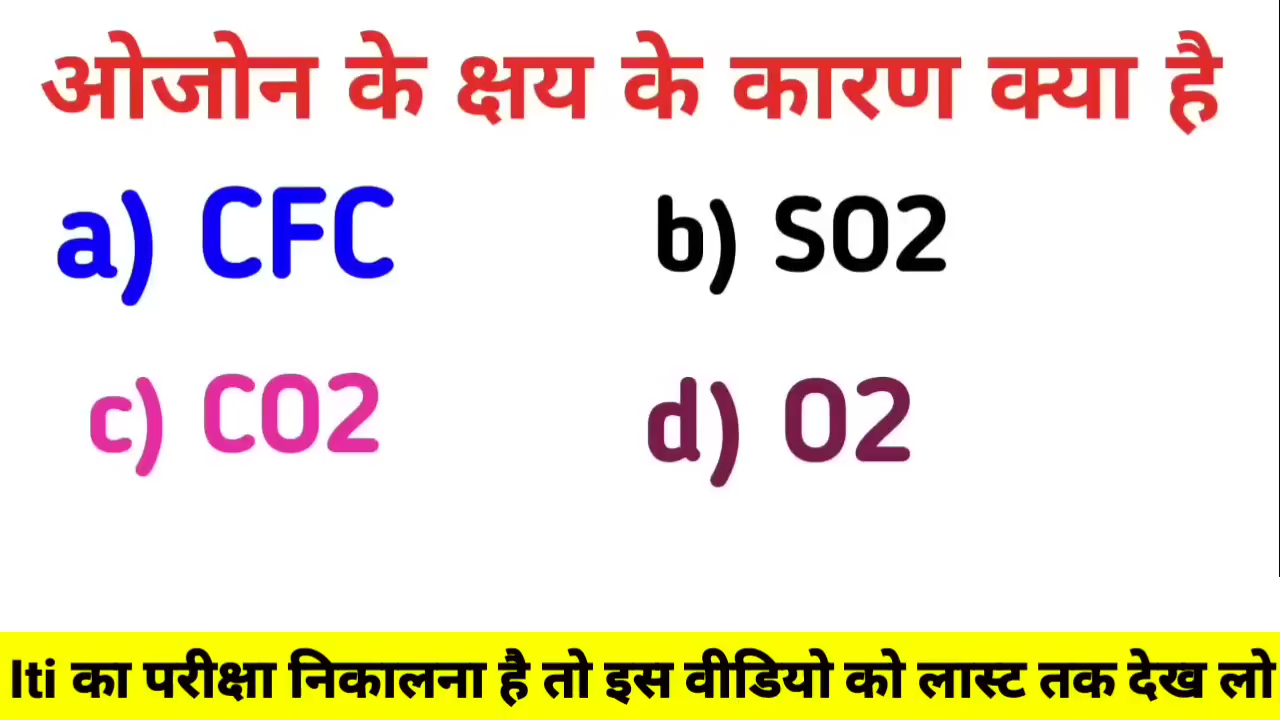 ओजोन के क्षय के कारण क्या है
a) CFC b) SO2
c) CO2 d) O2
Iti का परीक्षा निकालना है तो इस वीडियो को लास्ट तक देख लो